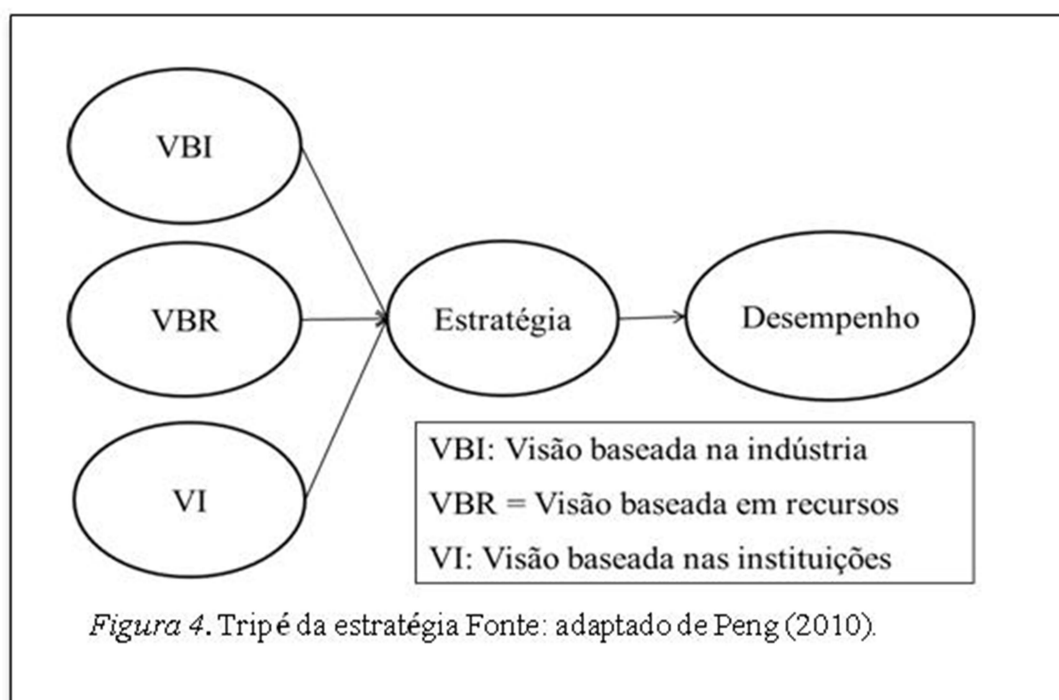 VBI
VBR
Estratégia
Desempenho
VI
VBI: Visão baseada na indústria
VBR = Visão baseada em recursos
VI: Visão baseada nas instituições
Figura 4. Tripé da estratégia Fonte: adaptado de Peng (2010).